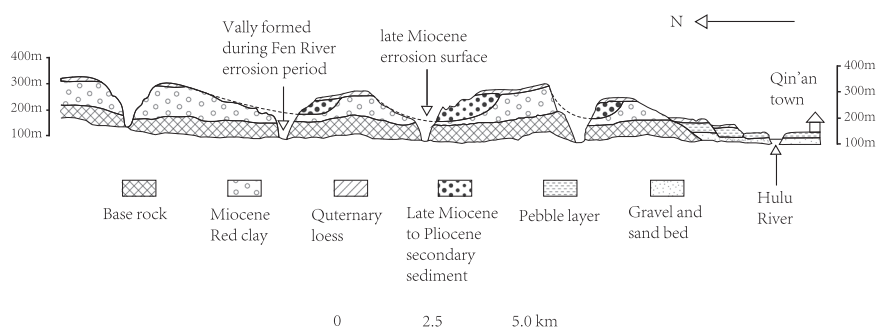 Vally formed
during Fen River
errosion period
late Miocene
errosion surface
N
400m
300m
200m
100m
400m
300m
200m
100m
Qin'an
town
Hulu
River
Base rock
Miocene
Red clay
Quternary
loess
Late Miocene
to Pliocene
secondary
sediment
Pebble layer
Gravel and
sand bed
0 2.5 5.0 km